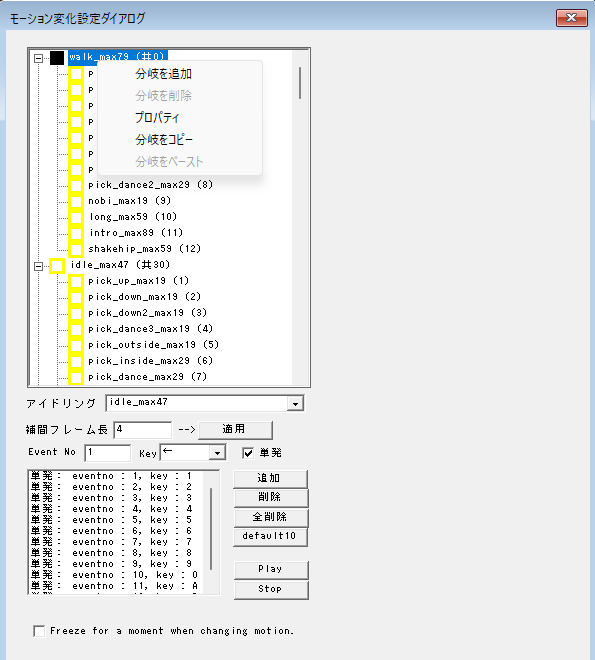 モーション変化設定ダイアログ
walk_max79 (共0)
分岐を追加
分岐を削除
プロパティ
分岐をコピー
分岐をペースト
p
p
p
p
p
p
p
pick_dance2_max29 (8)
nobi_max19 (9)
long_max59 (10)
intro_max89 (11)
shakehip_max59 (12)
idle_max47 (共30)
pick_up_max19 (1)
pick_down_max19 (2)
pick_down2_max19 (3)
pick_dance3_max19 (4)
pick_outside_max19 (5)
pick_inside_max29 (6)
pick_dance_max29 (7)
アイドリング idle_max47
補間フレーム長 4 --> 適用
Event No 1 Key ← 単発
単発: eventno : 1, key : 1
単発: eventno : 2, key : 2
単発: eventno : 3, key : 3
単発: eventno : 4, key : 4
単発: eventno : 5, key : 5
単発: eventno : 6, key : 6
単発: eventno : 7, key : 7
単発: eventno : 8, key : 8
単発: eventno : 9, key : 9
単発: eventno : 10, key : 0
単発: eventno : 11, key : A
追加
削除
全削除
default10
Play
Stop
Freeze for a moment when changing motion.